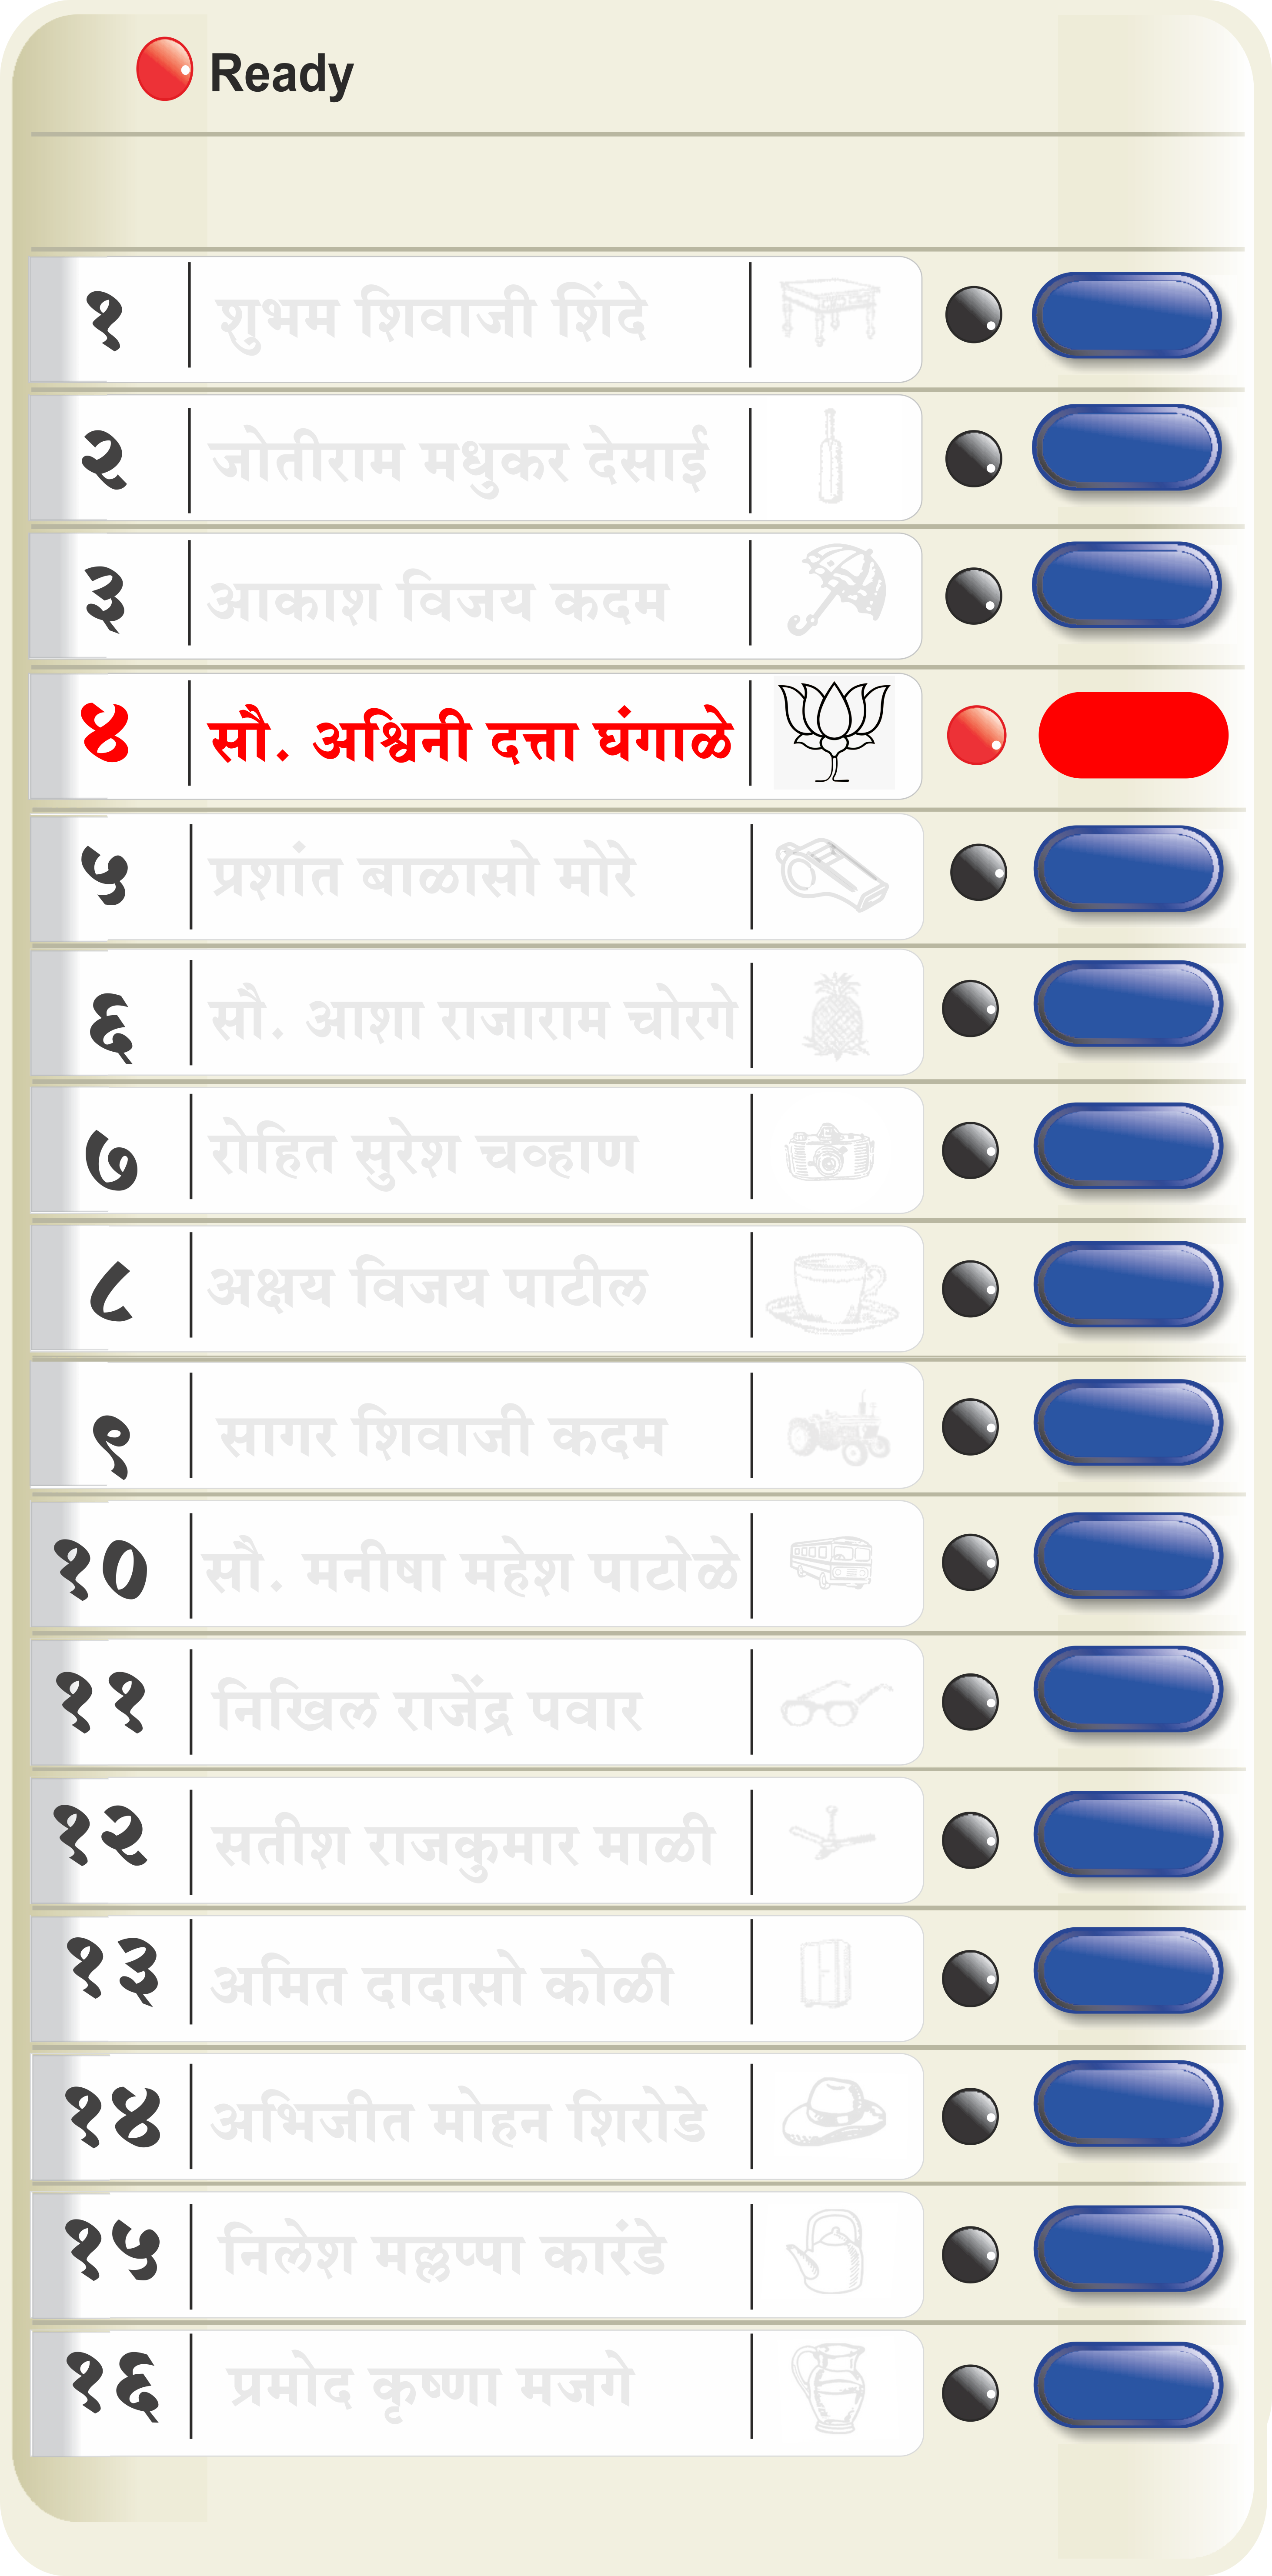 Ready
१ शुभम शिवाजी शिंदे
२ जोतीराम मधुकर देसाई
३ आकाश विजय कदम
४ सौ. अश्विनी दत्ता घंगाळे
५ प्रशांत बाळासो मोरे
६ सौ. आशा राजाराम चोरगे
७ रोहित सुरेश चव्हाण
८ अक्षय विजय पाटील
९ सागर शिवाजी कदम
१० सौ. मनीषा महेश पाटोळे
११ निखिल राजेंद्र पवार
१२ सतीश राजकुमार माळी
१३ अमित दादासो कोळी
१४ अभिजीत मोहन शिरोडे
१५ निलेश मल्लप्पा कारंडे
१६ प्रमोद कृष्णा मजगे